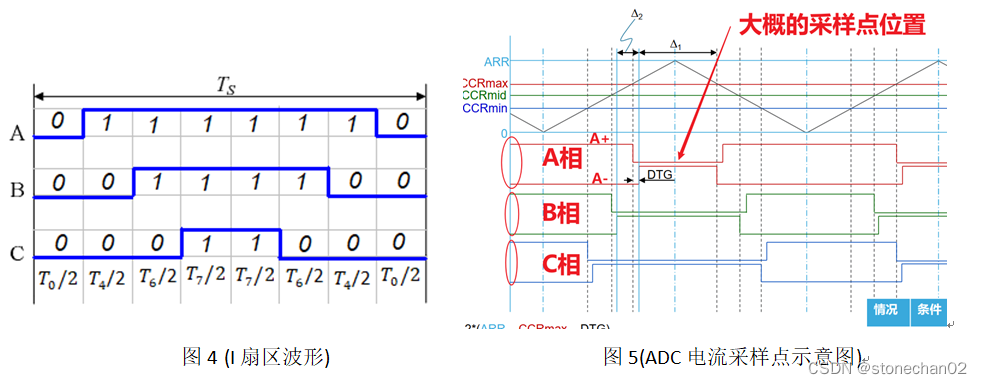 T_S
A 0 1 1 1 1 1 1 0
B 0 0 1 1 1 1 0 0
C 0 0 0 1 1 0 0 0
T_0/2 T_4/2 T_6/2 T_7/2 T_7/2 T_6/2 T_4/2 T_0/2
图 4 (I 扇区波形)
Δ2
Δ1
大概的采样点位置
ARR
CCRmax
CCRmid
CCRmin
0
A+
A相
A-
DTG
B相
C相
情况 条件
2*(ARR CCRmax DTG)
图 5(ADC 电流采样点示意图)
CSDN @stonechan02